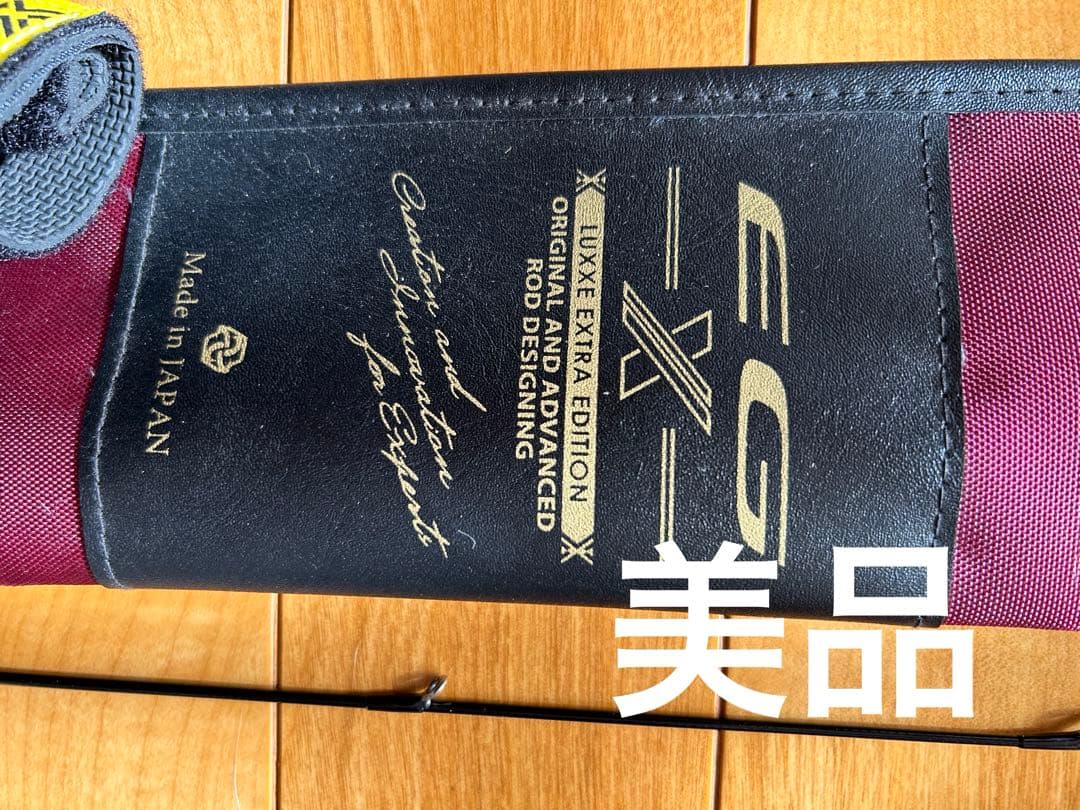 EG
X
LUXXE EXTRA EDITION
ORIGINAL AND ADVANCED
ROD DESIGNING
Creation and
Innovation
for Experts
Made in JAPAN
美品